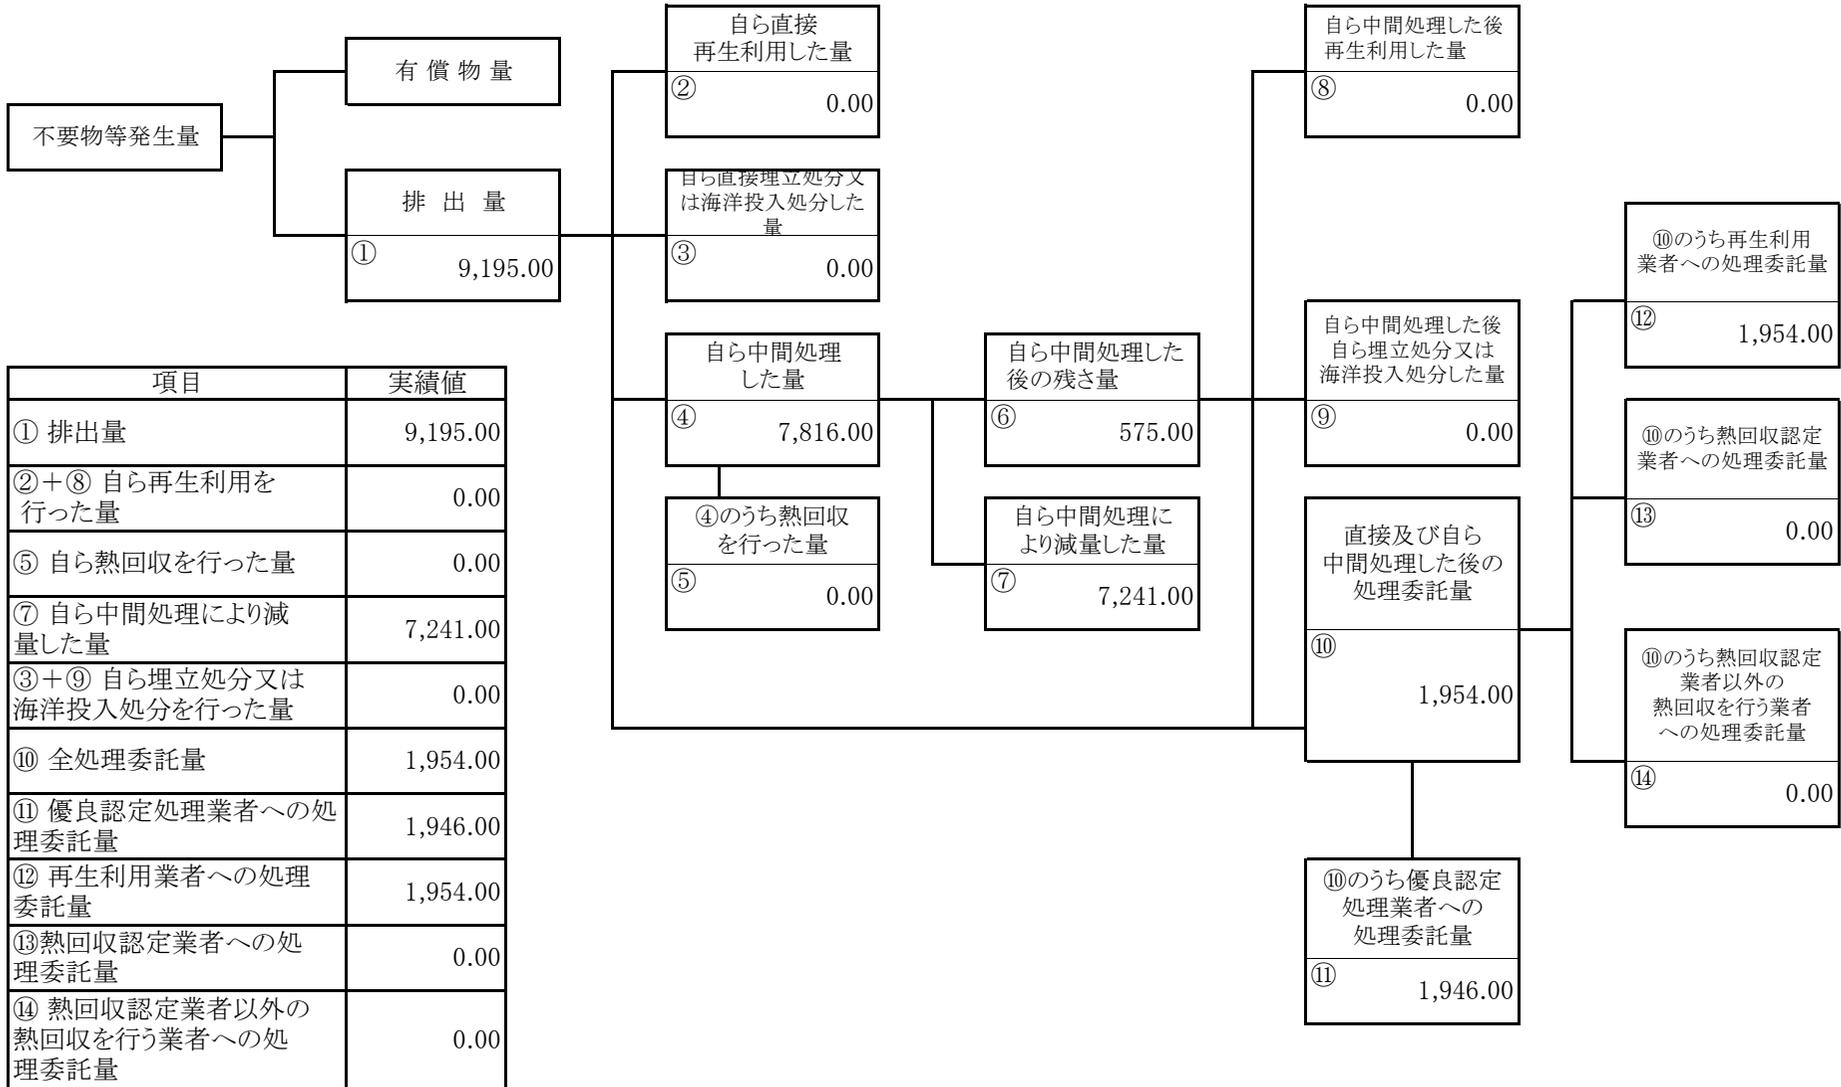 不要物等発生量
有 償 物 量
排 出 量
①
9,195.00
自ら直接
再生利用した量
②
0.00
自ら直接埋立処分又
は海洋投入処分した
量
③
0.00
自ら中間処理
した量
④
7,816.00
④のうち熱回収
を行った量
⑤
0.00
自ら中間処理した
後の残さ量
⑥
575.00
自ら中間処理に
より減量した量
⑦
7,241.00
自ら中間処理した後
再生利用した量
⑧
0.00
自ら中間処理した後
自ら埋立処分又は
海洋投入処分した量
⑨
0.00
直接及び自ら
中間処理した後の
処理委託量
⑩
1,954.00
⑩のうち優良認定
処理業者への
処理委託量
⑪
1,946.00
⑩のうち再生利用
業者への処理委託量
⑫
1,954.00
⑩のうち熱回収認定
業者への処理委託量
⑬
0.00
⑩のうち熱回収認定
業者以外の
熱回収を行う業者
への処理委託量
⑭
0.00
項目 実績値
① 排出量 9,195.00
②＋⑧ 自ら再生利用を
行った量 0.00
⑤ 自ら熱回収を行った量 0.00
⑦ 自ら中間処理により減
量した量 7,241.00
③＋⑨ 自ら埋立処分又は
海洋投入処分を行った量 0.00
⑩ 全処理委託量 1,954.00
⑪ 優良認定処理業者への処
理委託量 1,946.00
⑫ 再生利用業者への処理
委託量 1,954.00
⑬熱回収認定業者への処
理委託量 0.00
⑭ 熱回収認定業者以外の
熱回収を行う業者への処
理委託量 0.00